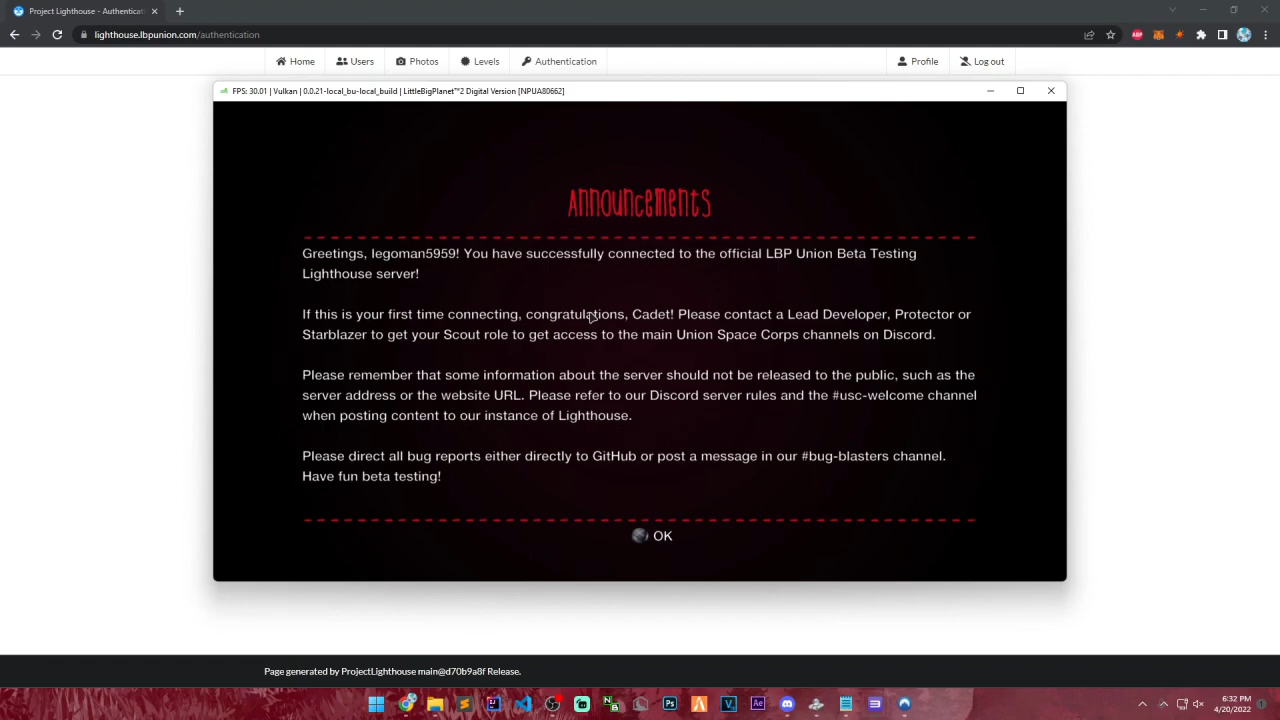 Project Lighthouse - Authenticati
lighthouse.lbpunion.com/authentication
ABP
Home Users Photos Levels Authentication Profile Log out
FPS: 30.01 | Vulkan | 0.0.21-local_bu-local_build | LittleBigPlanet™2 Digital Version [NPUA80662]
Announcements
Greetings, legoman5959! You have successfully connected to the official LBP Union Beta Testing
Lighthouse server!
If this is your first time connecting, congratulations, Cadet! Please contact a Lead Developer, Protector or
Starblazer to get your Scout role to get access to the main Union Space Corps channels on Discord.
Please remember that some information about the server should not be released to the public, such as the
server address or the website URL. Please refer to our Discord server rules and the #usc-welcome channel
when posting content to our instance of Lighthouse.
Please direct all bug reports either directly to GitHub or post a message in our #bug-blasters channel.
Have fun beta testing!
OK
Page generated by ProjectLighthouse main@d70b9a8f Release.
Ps
V
Ae
6:32 PM
4/20/2022